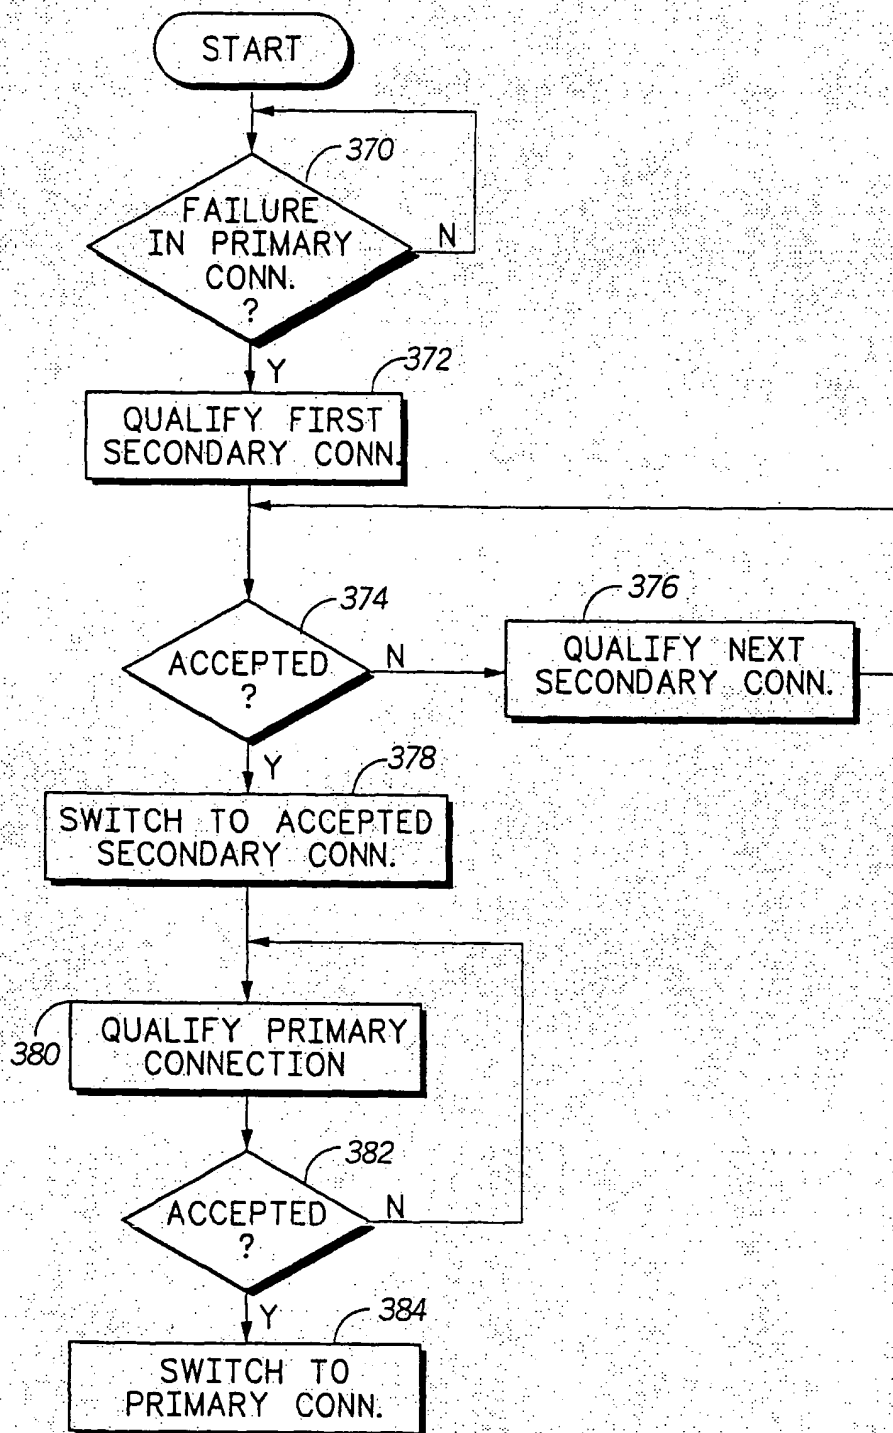 START
370
FAILURE
IN PRIMARY
CONN.
?
N
Y
372
QUALIFY FIRST
SECONDARY CONN.
374
ACCEPTED
?
N
376
QUALIFY NEXT
SECONDARY CONN.
Y
378
SWITCH TO ACCEPTED
SECONDARY CONN.
380
QUALIFY PRIMARY
CONNECTION
382
ACCEPTED
?
N
Y
384
SWITCH TO
PRIMARY CONN.